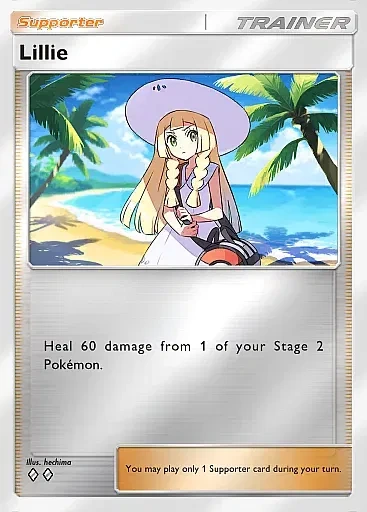 Supporter
TRAINER
Lillie
Heal 60 damage from 1 of your Stage 2
Pokémon.
Illus. hechima
You may play only 1 Supporter card during your turn.